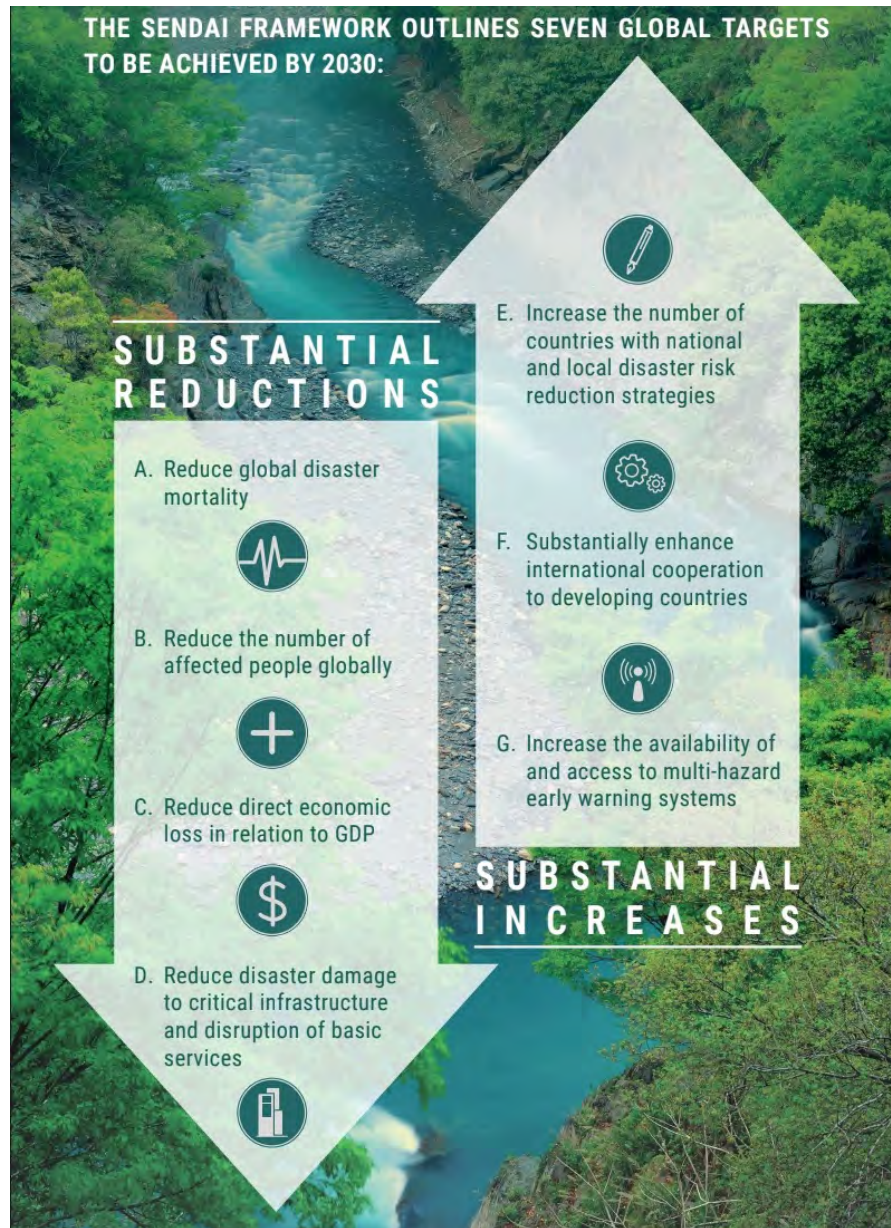 THE SENDAI FRAMEWORK OUTLINES SEVEN GLOBAL TARGETS
TO BE ACHIEVED BY 2030:
SUBSTANTIAL
REDUCTIONS
A. Reduce global disaster
mortality
B. Reduce the number of
affected people globally
C. Reduce direct economic
loss in relation to GDP
$
D. Reduce disaster damage
to critical infrastructure
and disruption of basic
services
E. Increase the number of
countries with national
and local disaster risk
reduction strategies
F. Substantially enhance
international cooperation
to developing countries
G. Increase the availability of
and access to multi-hazard
early warning systems
SUBSTANTIAL
INCREASES